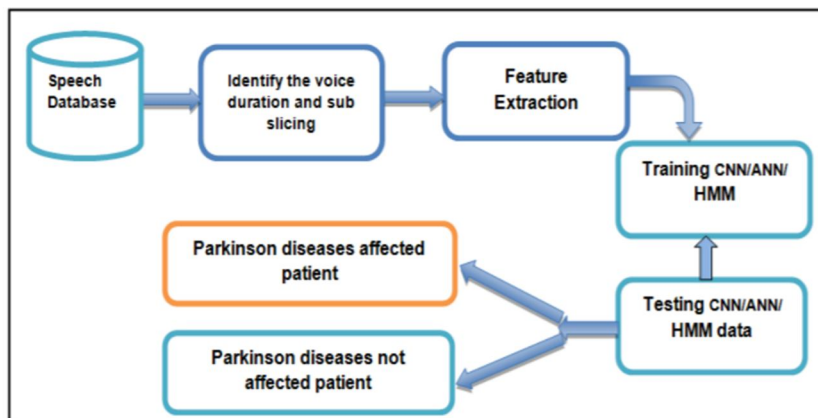 Speech
Database
Identify the voice
duration and sub
slicing
Feature
Extraction
Training CNN/ANN/
HMM
Parkinson diseases affected
patient
Testing CNN/ANN/
HMM data
Parkinson diseases not
affected patient